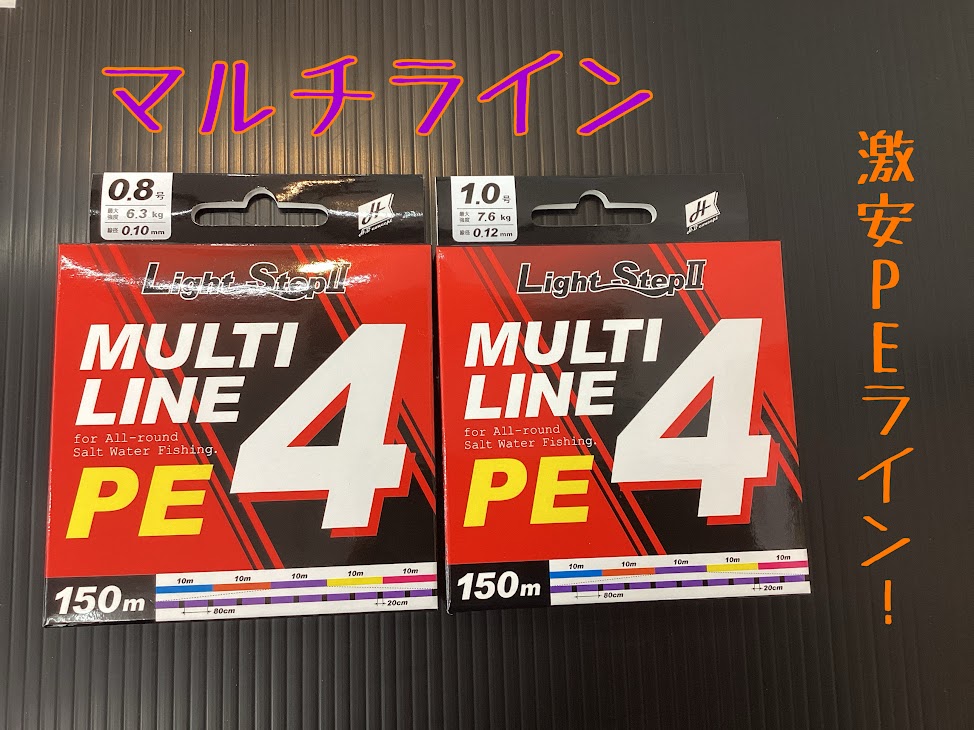 マルチライン
激安PEライン!
0.8号
最大強度 6.3 kg
線径 0.10 mm
H
Light StepⅡ
MULTI
LINE
4
for All-round
Salt Water Fishing.
PE
150m
10m 10m 10m 10m 10m
80cm 20cm
1.0号
最大強度 7.6 kg
線径 0.12 mm
H
Light StepⅡ
MULTI
LINE
4
for All-round
Salt Water Fishing.
PE
150m
10m 10m 10m 10m 10m
80cm 20cm